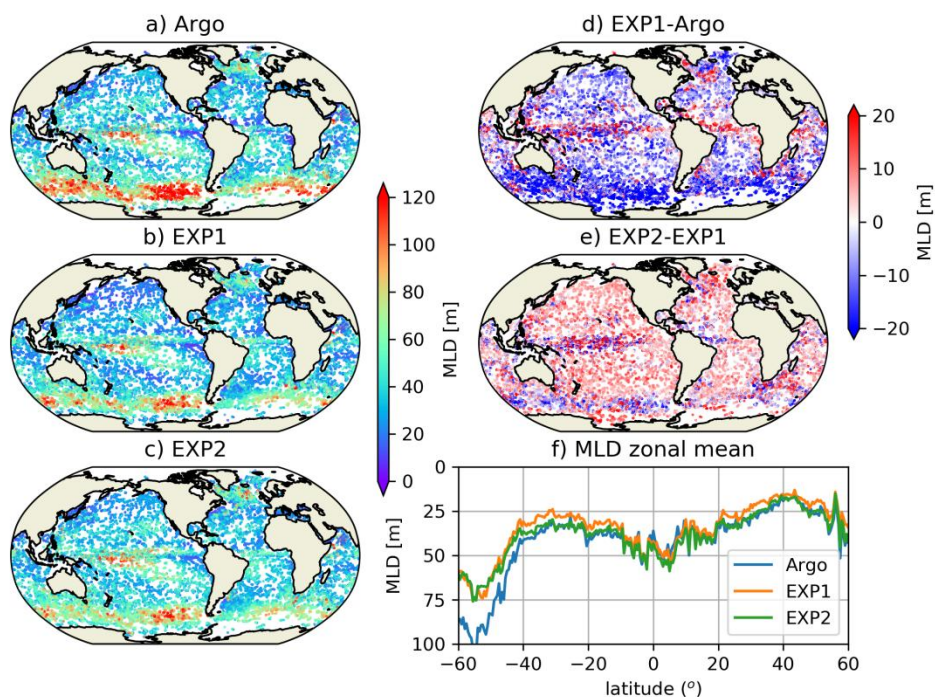 a) Argo
b) EXP1
c) EXP2
120
100
80
60
40
20
0
MLD [m]
d) EXP1-Argo
e) EXP2-EXP1
20
10
0
−10
−20
MLD [m]
f) MLD zonal mean
0
25
50
75
100
MLD [m]
Argo
EXP1
EXP2
−60
−40
−20
0
20
40
60
latitude (°)